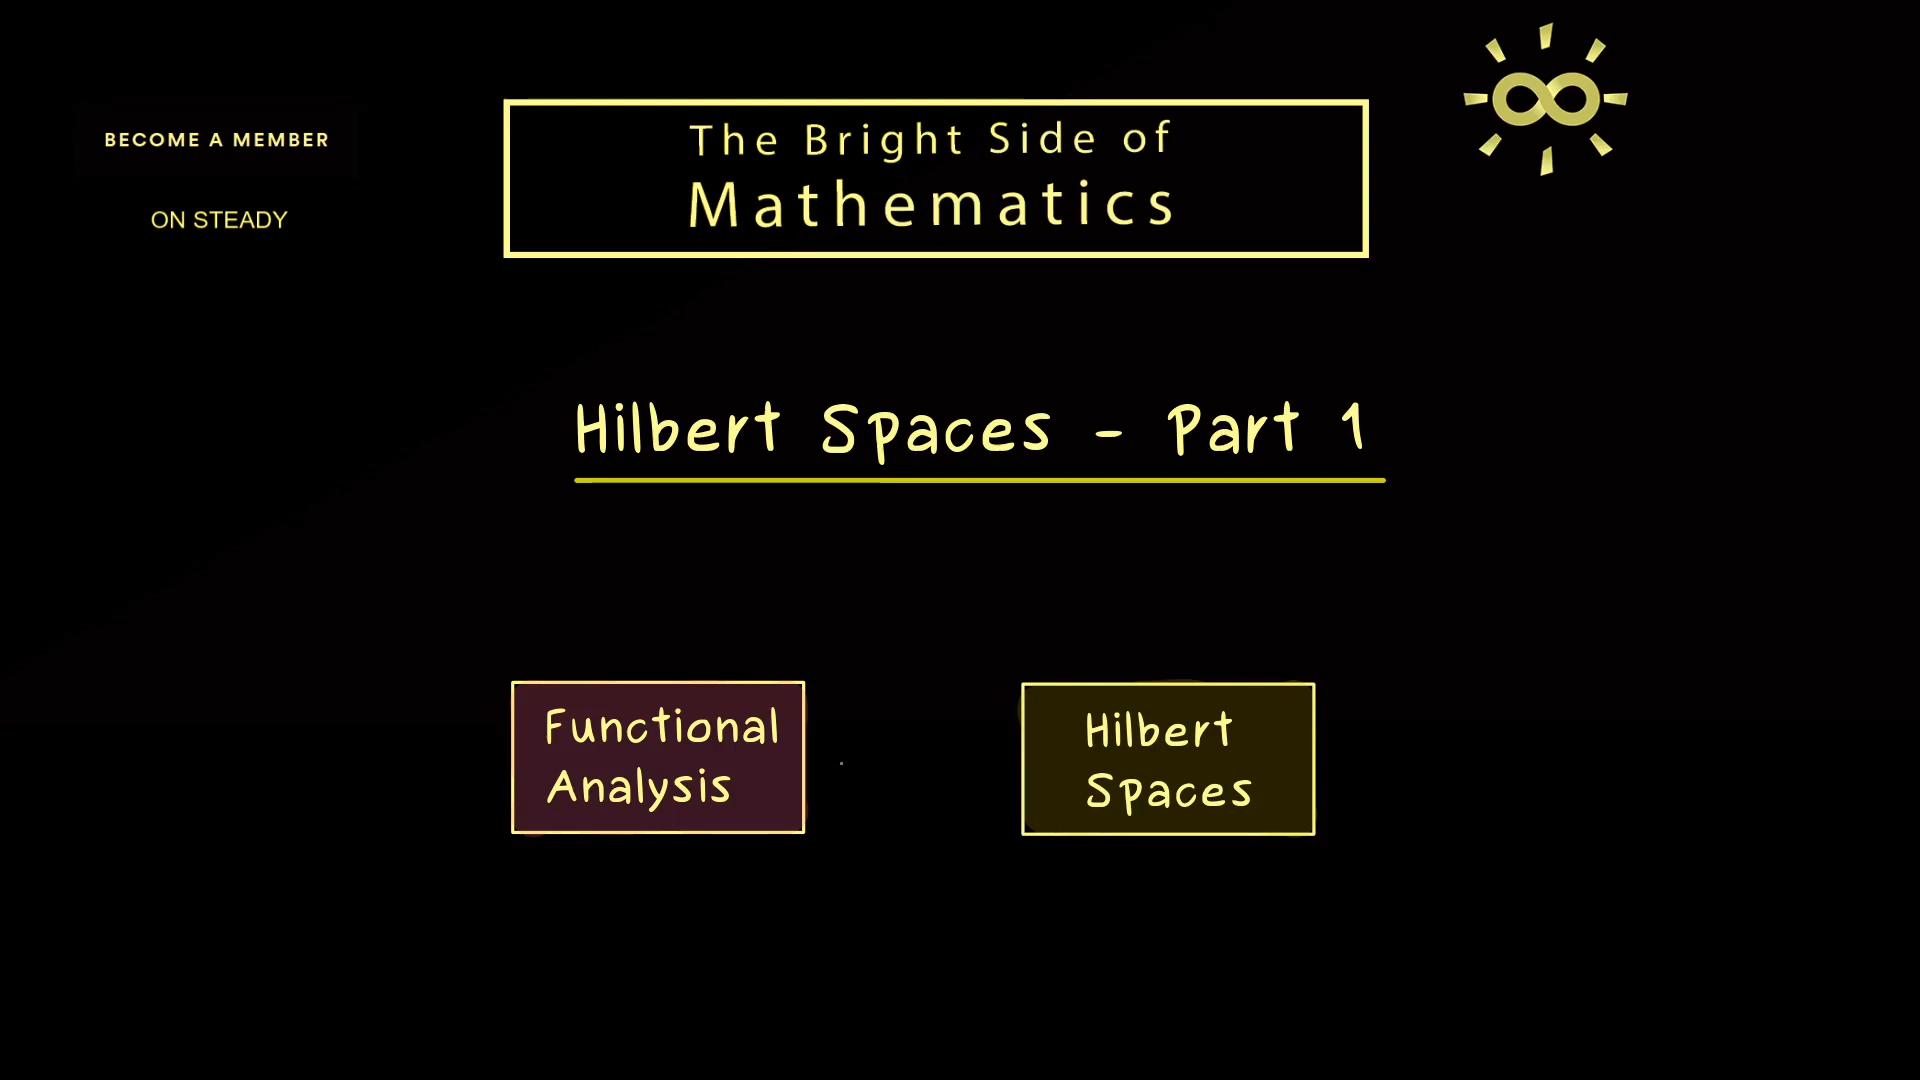 BECOME A MEMBER
ON STEADY
The Bright Side of
Mathematics
Hilbert Spaces - Part 1
Functional
Analysis
Hilbert
Spaces